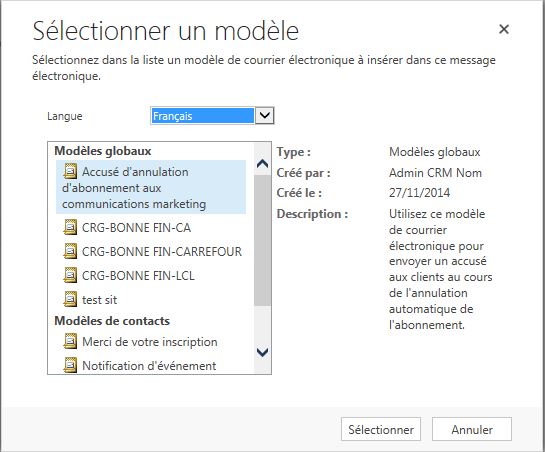 Sélectionner un modèle
Sélectionnez dans la liste un modèle de courrier électronique à insérer dans ce message
électronique.
Langue
Français
Modèles globaux
Accusé d'annulation
d'abonnement aux
communications marketing
CRG-BONNE FIN-CA
CRG-BONNE FIN-CARREFOUR
CRG-BONNE FIN-LCL
test sit
Modèles de contacts
Merci de votre inscription
Notification d'événement
Type : Modèles globaux
Créé par : Admin CRM Nom
Créé le : 27/11/2014
Description : Utilisez ce modèle
de courrier
électronique pour
envoyer un accusé
aux clients au cours
de l'annulation
automatique de
l'abonnement.
Sélectionner
Annuler